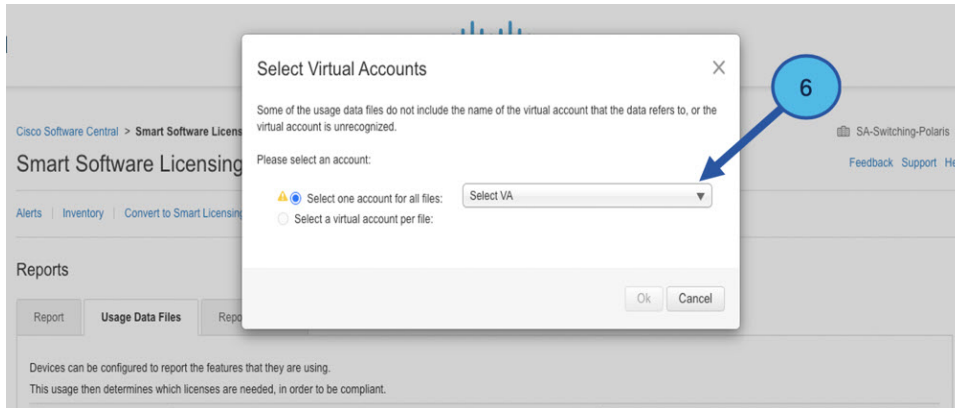 Select Virtual Accounts
6
Some of the usage data files do not include the name of the virtual account that the data refers to, or the
virtual account is unrecognized.
Cisco Software Central > Smart Software Licens
SA-Switching-Polaris
Please select an account:
Smart Software Licensing
Feedback Support He
Select one account for all files: Select VA
Alerts | Inventory | Convert to Smart Licensing
Select a virtual account per file:
Reports
Ok Cancel
Report Usage Data Files Repo
Devices can be configured to report the features that they are using.
This usage then determines which licenses are needed, in order to be compliant.